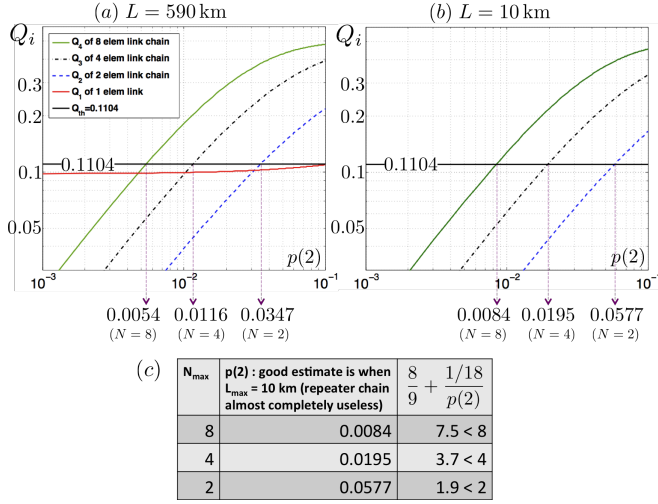 (a) L = 590 km
(b) L = 10 km
Q_i
Q_4 of 8 elem link chain
Q_3 of 4 elem link chain
Q_2 of 2 elem link chain
Q_1 of 1 elem link
Q_th=0.1104
0.3
0.2
0.1
0.05
0.1104
p(2)
10^-3
10^-2
10^-1
0.0054
0.0116
0.0347
(N = 8)
(N = 4)
(N = 2)
Q_i
0.3
0.2
0.1
0.05
0.1104
p(2)
10^-3
10^-2
10^-1
0.0084
0.0195
0.0577
(N = 8)
(N = 4)
(N = 2)
(c)
N_max
p(2) : good estimate is when
L_max = 10 km (repeater chain
almost completely useless)
8/9 + (1/18)/p(2)
8 0.0084 7.5 < 8
4 0.0195 3.7 < 4
2 0.0577 1.9 < 2